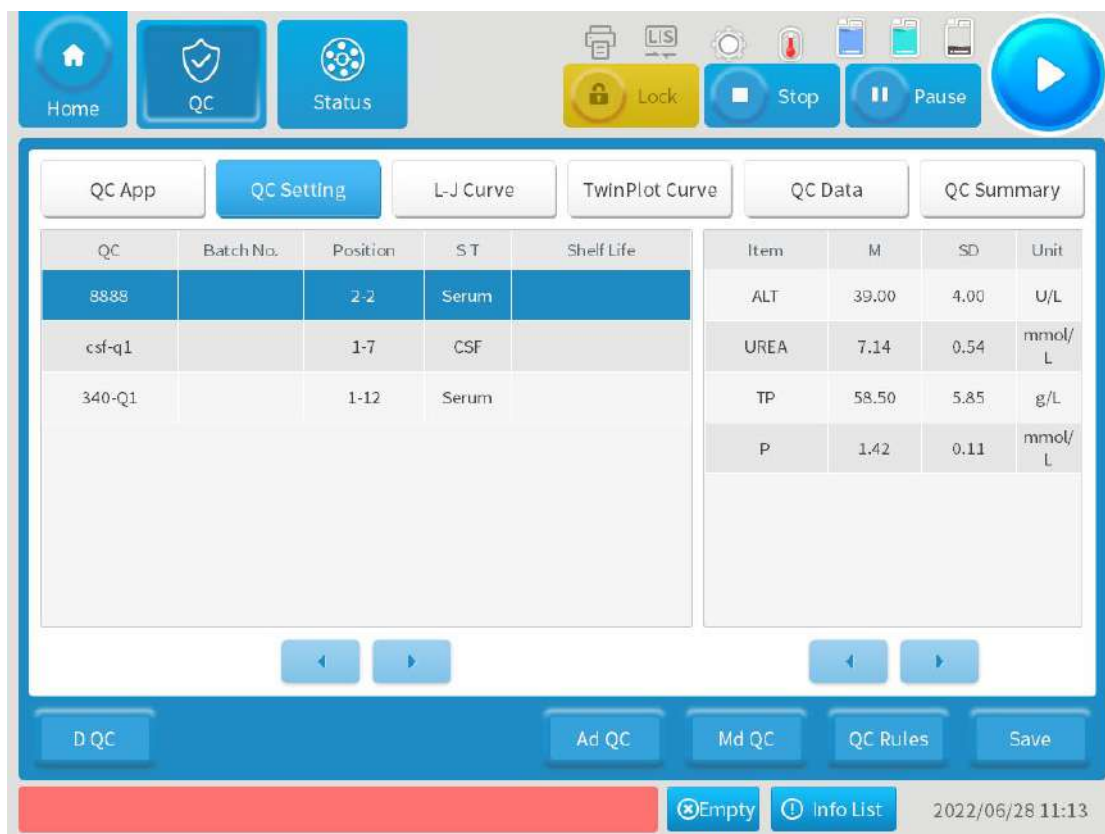 LIS
Home
QC
Status
Lock
Stop
Pause
QC App
QC Setting
L-J Curve
TwinPlot Curve
QC Data
QC Summary
QC Batch No. Position ST Shelf Life
8888 2-2 Serum
csf-q1 1-7 CSF
340-Q1 1-12 Serum
Item M SD Unit
ALT 39.00 4.00 U/L
UREA 7.14 0.54 mmol/
L
TP 58.50 5.85 g/L
P 1.42 0.11 mmol/
L
D QC
Ad QC
Md QC
QC Rules
Save
Empty
Info List
2022/06/28 11:13